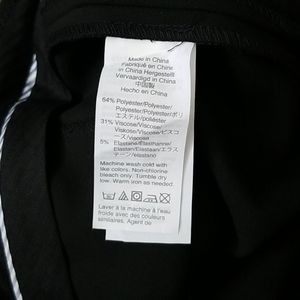 Made in China
Fabriqué en Chine
in China Hergestellt
Vervaardigd in China
中国製
Hecho en China
64% Polyester/Polyester/
Polyester/Polyester/ポリ
エステル/poliéster
31% Viscose/Viscose/
Viskose/Viscose/ビスコ
ース/viscosa
5% Elastane/Elasthanne/
Elastan/Elastaan/エラス
テーン/elastano
Machine wash cold with
like colors. Non-chlorine
bleach only. Tumble dry
low. Warm iron as needed.
Laver à la machine à l'eau
froide avec des couleurs
similaires. Agent de